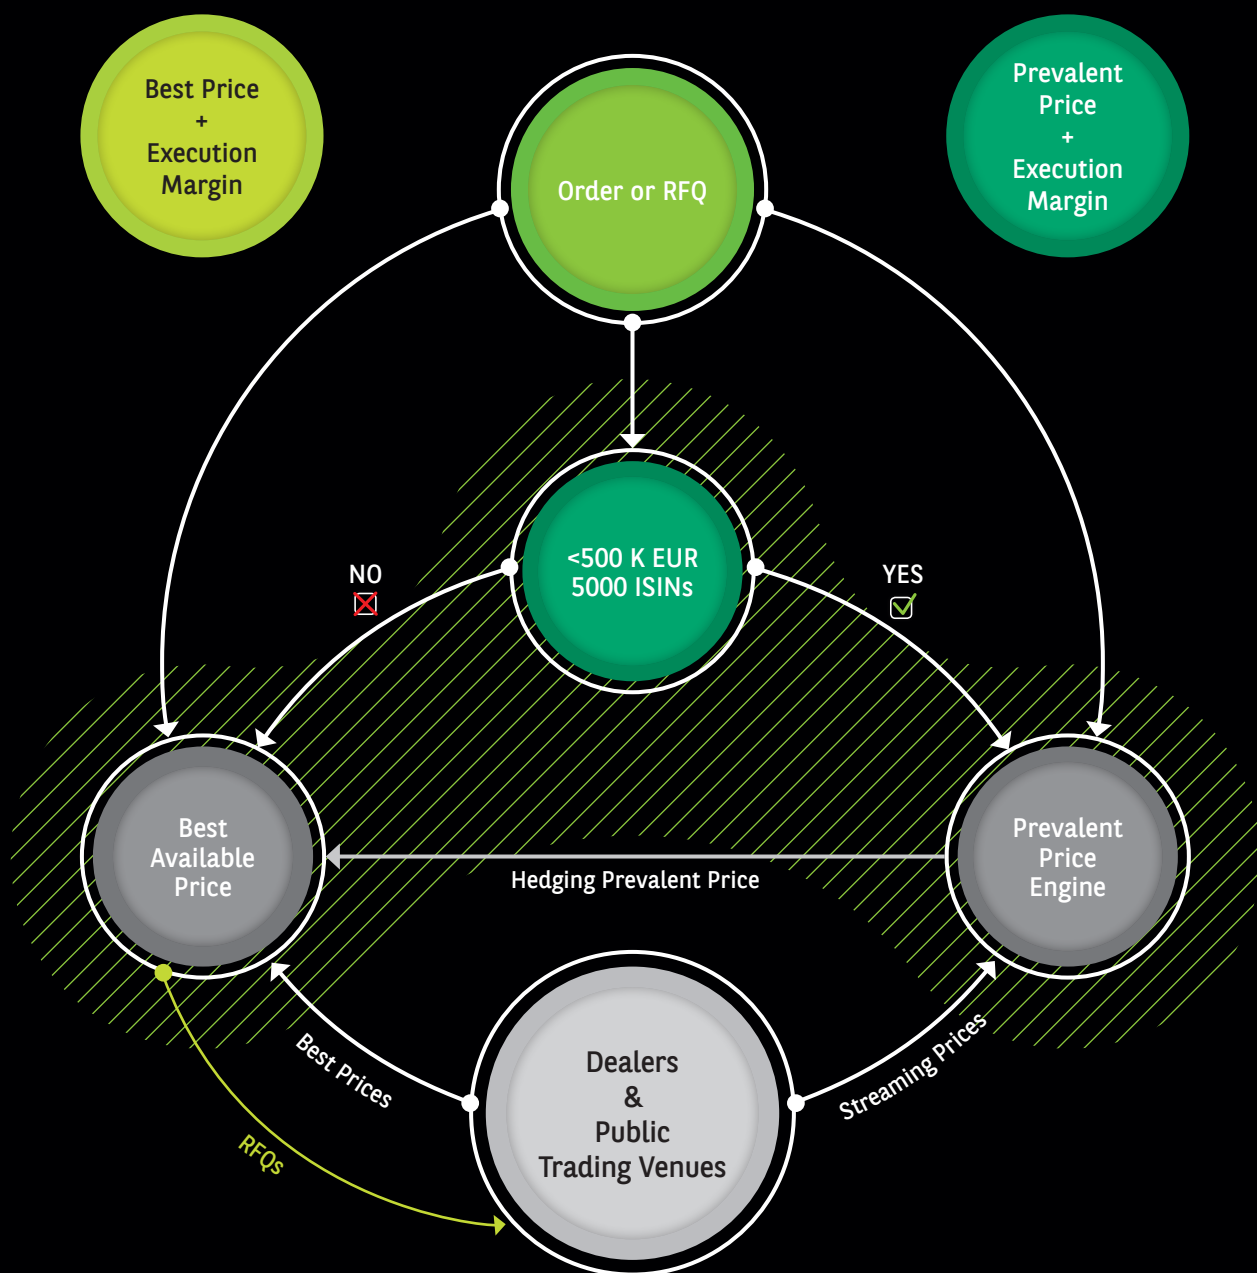 Best Price
+
Execution
Margin
Order or RFQ
Prevalent
Price
+
Execution
Margin
<500 K EUR
5000 ISINs
NO
YES
Best
Available
Price
Hedging Prevalent Price
Prevalent
Price
Engine
Best Prices
RFQs
Dealers
&
Public
Trading Venues
Streaming Prices